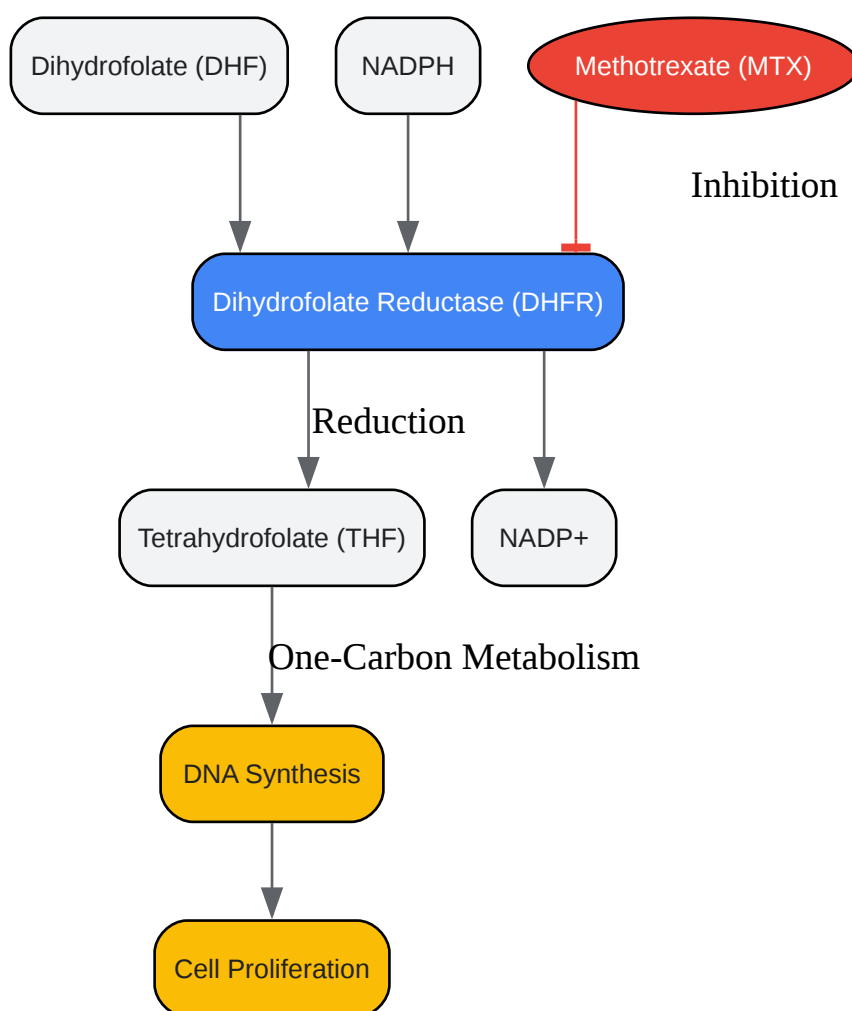 Dihydrofolate (DHF)
NADPH
Methotrexate (MTX)
Inhibition
Dihydrofolate Reductase (DHFR)
Reduction
Tetrahydrofolate (THF)
NADP+
One-Carbon Metabolism
DNA Synthesis
Cell Proliferation